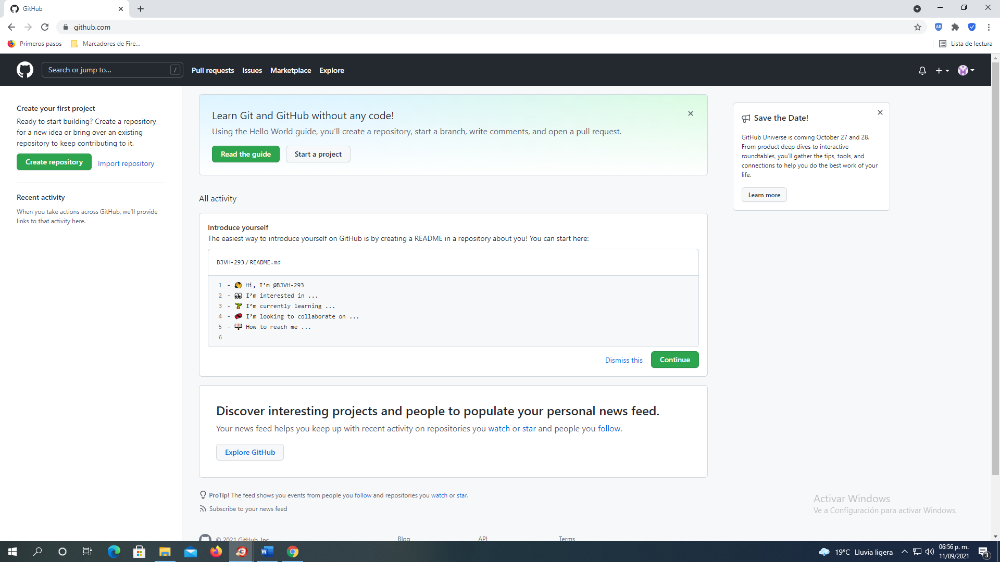 GitHub
github.com
Primeros pasos
Marcadores de Fire...
Lista de lectura
Search or jump to...
/
Pull requests
Issues
Marketplace
Explore
Create your first project
Ready to start building? Create a repository
for a new idea or bring over an existing
repository to keep contributing to it.
Create repository
Import repository
Recent activity
When you take actions across GitHub, we’ll provide
links to that activity here.
Learn Git and GitHub without any code!
Using the Hello World guide, you’ll create a repository, start a branch, write comments, and open a pull request.
Read the guide
Start a project
All activity
Introduce yourself
The easiest way to introduce yourself on GitHub is by creating a README in a repository about you! You can start here:
BJVH-293 / README.md
1 - 👋 Hi, I’m @BJVH-293
2 - 👀 I’m interested in ...
3 - 🌱 I’m currently learning ...
4 - 💞️ I’m looking to collaborate on ...
5 - 📫 How to reach me ...
6
Dismiss this
Continue
Discover interesting projects and people to populate your personal news feed.
Your news feed helps you keep up with recent activity on repositories you watch or star and people you follow.
Explore GitHub
ProTip! The feed shows you events from people you follow and repositories you watch or star.
Subscribe to your news feed
© 2021 GitHub, Inc.
Blog
API
Terms
Save the Date!
GitHub Universe is coming October 27 and 28.
From product deep dives to interactive
roundtables, you’ll gather the tips, tools, and
connections to help you do the best work of your
life.
Learn more
Activar Windows
Ve a Configuración para activar Windows.
19°C Lluvia ligera
06:56 p. m.
11/09/2021
3